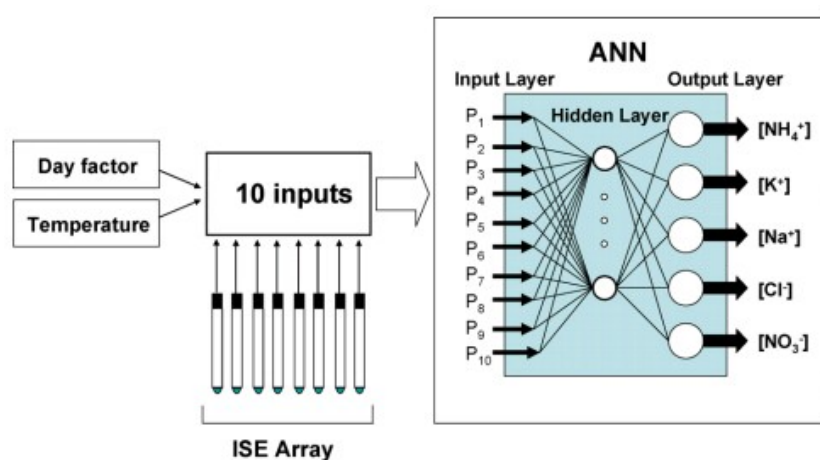 ANN
Input Layer
Output Layer
Hidden Layer
Day factor
Temperature
10 inputs
P₁
P₂
P₃
P₄
P₅
P₆
P₇
P₈
P₉
P₁₀
[NH₄⁺]
[K⁺]
[Na⁺]
[Cl⁻]
[NO₃⁻]
ISE Array